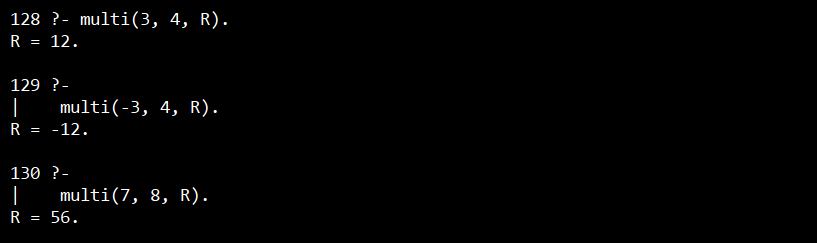 128 ?- multi(3, 4, R).
R = 12.
129 ?-
|    multi(-3, 4, R).
R = -12.
130 ?-
|    multi(7, 8, R).
R = 56.